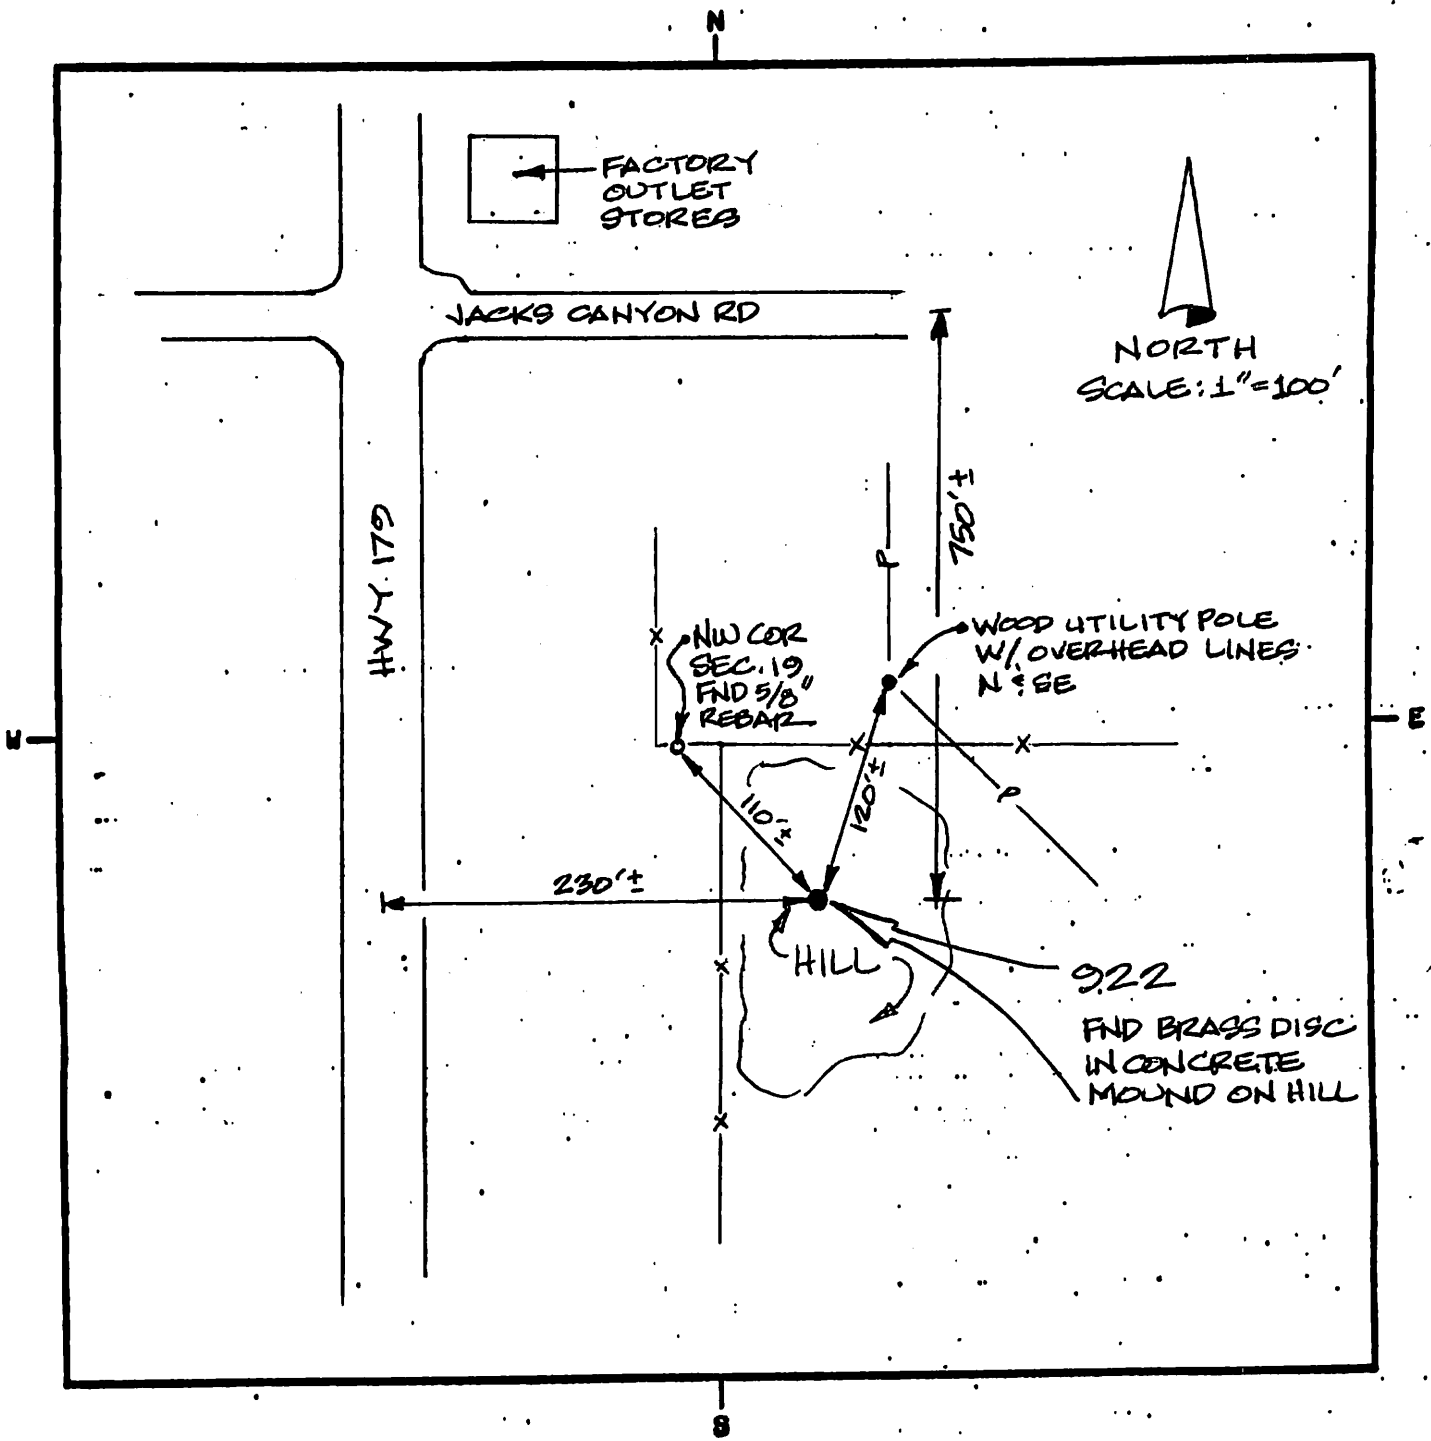 N
FACTORY
OUTLET
STORES
JACKS CANYON RD
NORTH
SCALE: 1"=100'
HWY. 179
750'±
P
WOOD UTILITY POLE
W/ OVERHEAD LINES
N & SE
NW COR
SEC. 19
FND 5/8"
REBAR
X
W
E
X
X
P
110'±
120'±
230'±
HILL
X
922
FND BRASS DISC
IN CONCRETE
MOUND ON HILL
X
S